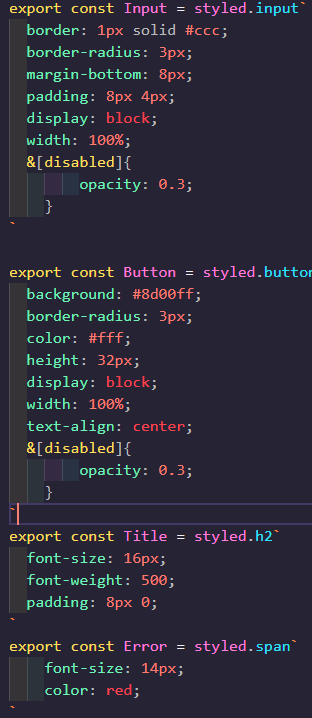 export const Input = styled.input`
border: 1px solid #ccc;
border-radius: 3px;
margin-bottom: 8px;
padding: 8px 4px;
display: block;
width: 100%;
&[disabled]{
opacity: 0.3;
}
`
export const Button = styled.button
background: #8d00ff;
border-radius: 3px;
color: #fff;
height: 32px;
display: block;
width: 100%;
text-align: center;
&[disabled]{
opacity: 0.3;
}
`
export const Title = styled.h2`
font-size: 16px;
font-weight: 500;
padding: 8px 0;
`
export const Error = styled.span`
font-size: 14px;
color: red;
`